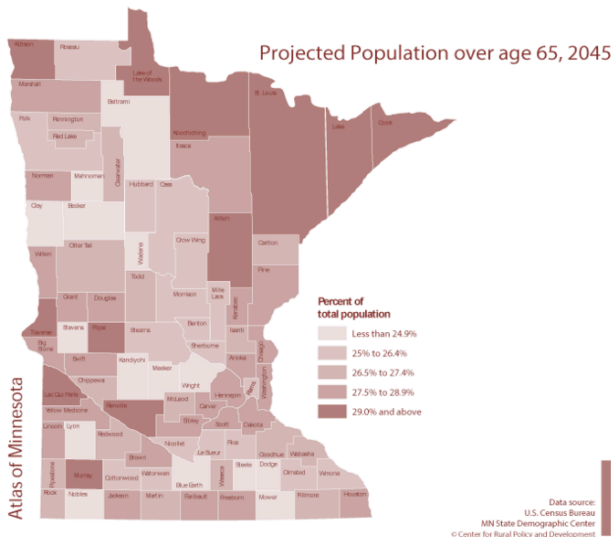 Projected Population over age 65, 2045
Kittson
Roseau
Lake of
the Woods
Marshall
Beltrami
St. Louis
Koochiching
Lake
Cook
Polk
Pennington
Red Lake
Itasca
Clearwater
Norman
Mahnomen
Hubbard
Cass
Clay
Becker
Aitkin
Wadena
Crow Wing
Carlton
Otter Tail
Wilkin
Pine
Todd
Grant
Douglas
Morrison
Mille
Lacs
Kanabec
Traverse
Stevens
Pope
Stearns
Benton
Isanti
Big
Stone
Sherburne
Chisago
Swift
Kandiyohi
Meeker
Anoka
Washington
Chippewa
Wright
Hennepin
Lac Qui Parle
Renville
McLeod
Carver
Yellow Medicine
Scott
Dakota
Sibley
Lincoln
Lyon
Redwood
Nicollet
Le Sueur
Rice
Goodhue
Wabasha
Brown
Pipestone
Murray
Cottonwood
Watonwan
Blue Earth
Waseca
Steele
Dodge
Olmsted
Winona
Rock
Nobles
Jackson
Martin
Faribault
Freeborn
Mower
Fillmore
Houston
Percent of
total population
Less than 24.9%
25% to 26.4%
26.5% to 27.4%
27.5% to 28.9%
29.0% and above
Atlas of Minnesota
Data source:
U.S. Census Bureau
MN State Demographic Center
© Center for Rural Policy and Development